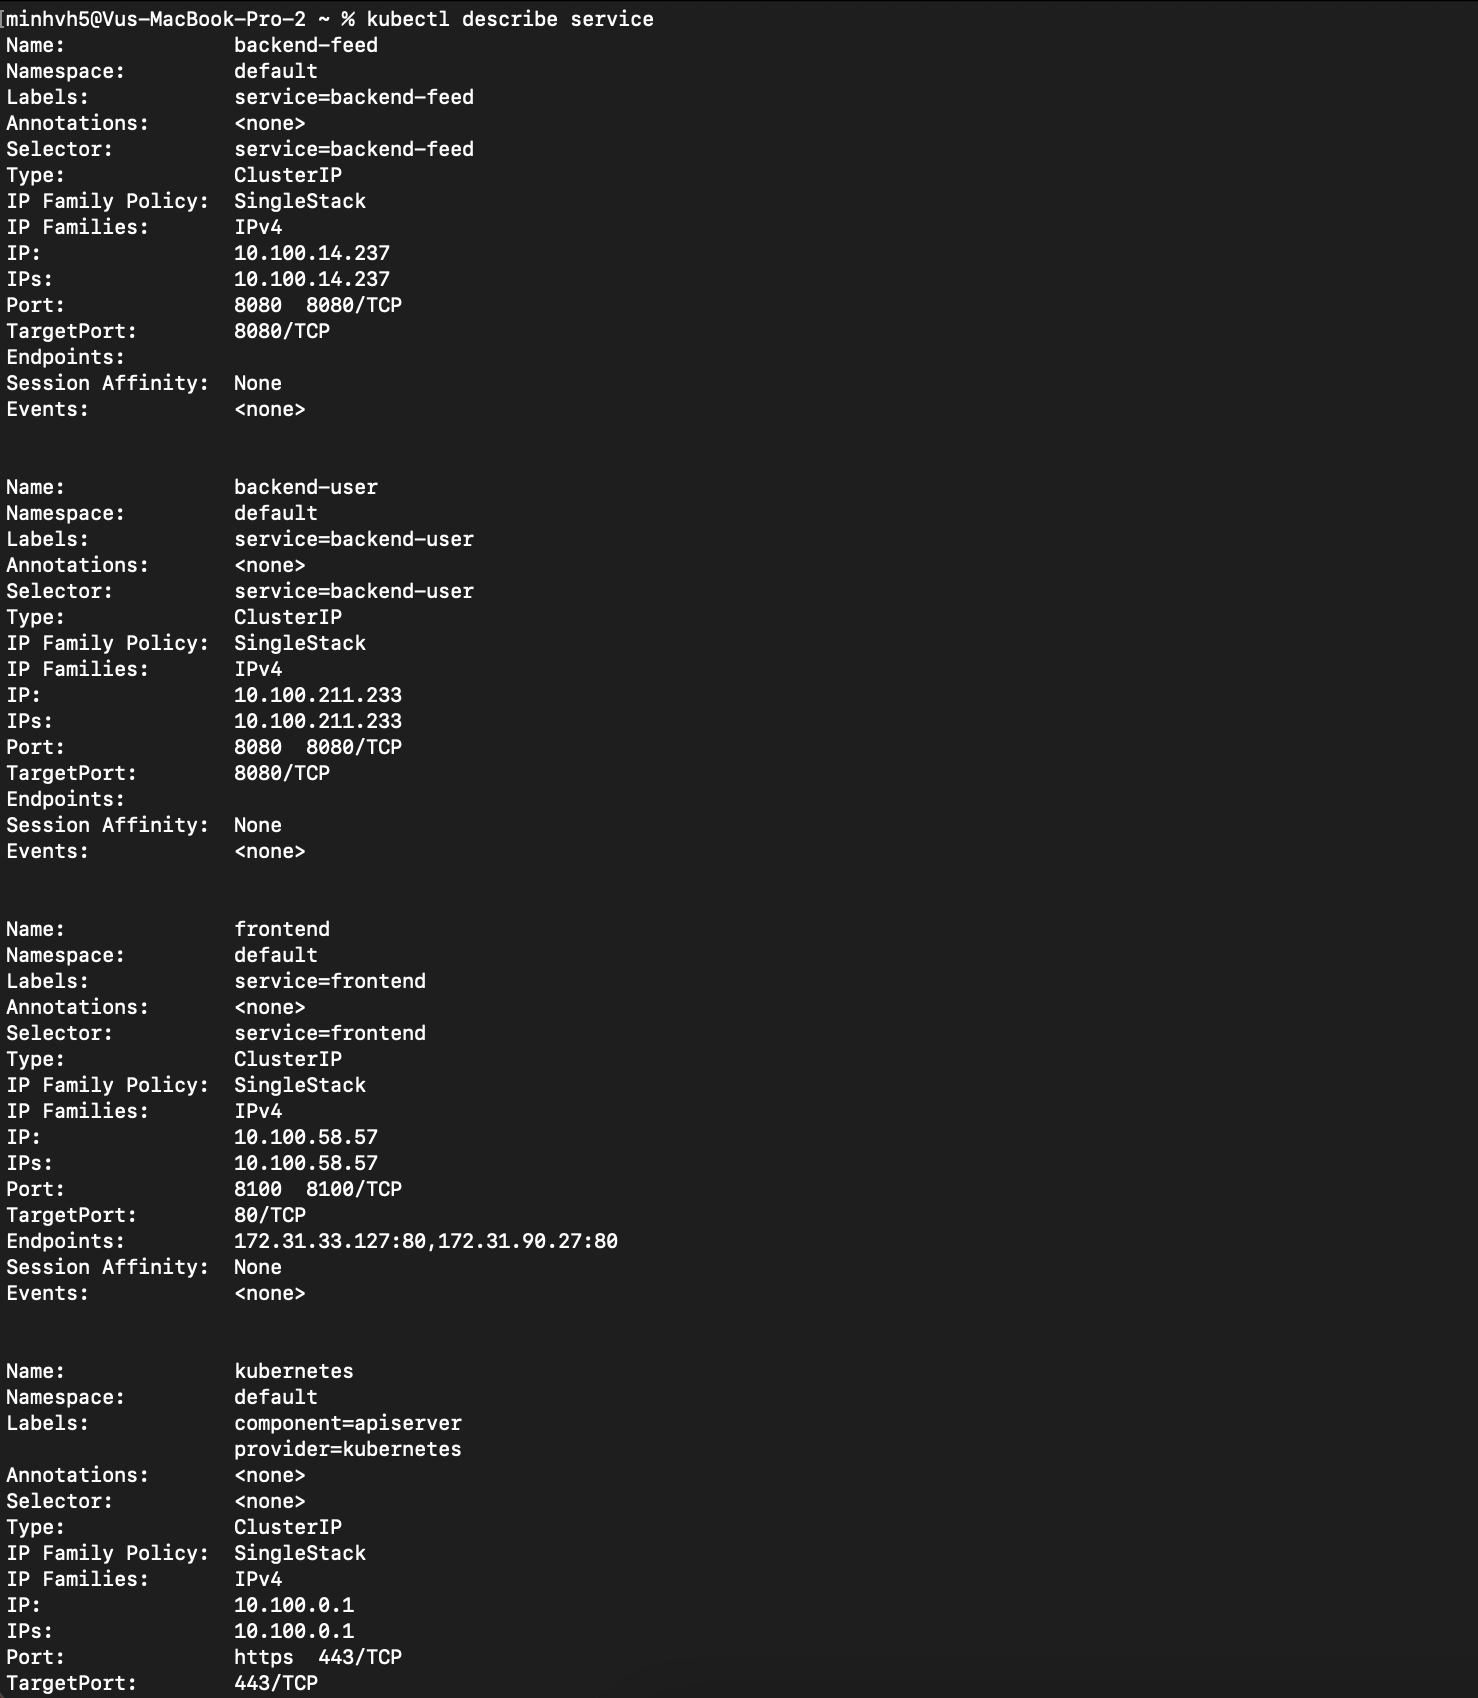 [minhvh5@Vus-MacBook-Pro-2 ~ % kubectl describe service
Name:              backend-feed
Namespace:         default
Labels:            service=backend-feed
Annotations:       <none>
Selector:          service=backend-feed
Type:              ClusterIP
IP Family Policy:  SingleStack
IP Families:       IPv4
IP:                10.100.14.237
IPs:               10.100.14.237
Port:              8080  8080/TCP
TargetPort:        8080/TCP
Endpoints:
Session Affinity:  None
Events:            <none>
Name:              backend-user
Namespace:         default
Labels:            service=backend-user
Annotations:       <none>
Selector:          service=backend-user
Type:              ClusterIP
IP Family Policy:  SingleStack
IP Families:       IPv4
IP:                10.100.211.233
IPs:               10.100.211.233
Port:              8080  8080/TCP
TargetPort:        8080/TCP
Endpoints:
Session Affinity:  None
Events:            <none>
Name:              frontend
Namespace:         default
Labels:            service=frontend
Annotations:       <none>
Selector:          service=frontend
Type:              ClusterIP
IP Family Policy:  SingleStack
IP Families:       IPv4
IP:                10.100.58.57
IPs:               10.100.58.57
Port:              8100  8100/TCP
TargetPort:        80/TCP
Endpoints:         172.31.33.127:80,172.31.90.27:80
Session Affinity:  None
Events:            <none>
Name:              kubernetes
Namespace:         default
Labels:            component=apiserver
                   provider=kubernetes
Annotations:       <none>
Selector:          <none>
Type:              ClusterIP
IP Family Policy:  SingleStack
IP Families:       IPv4
IP:                10.100.0.1
IPs:               10.100.0.1
Port:              https  443/TCP
TargetPort:        443/TCP